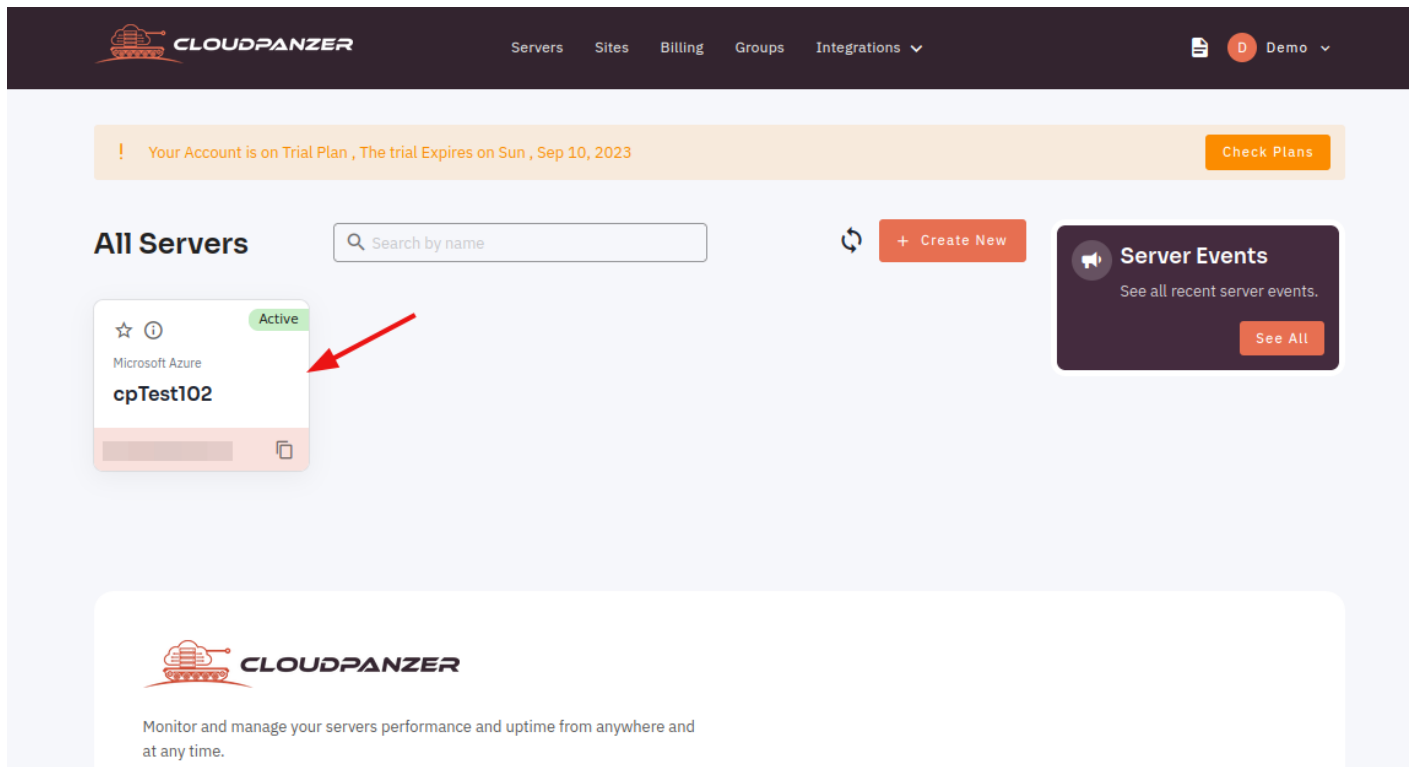 CLOUDPANZER
Servers Sites Billing Groups Integrations
D Demo
! Your Account is on Trial Plan , The trial Expires on Sun , Sep 10, 2023
Check Plans
All Servers
Search by name
+ Create New
Server Events
See all recent server events.
See All
Active
Microsoft Azure
cpTest102
CLOUDPANZER
Monitor and manage your servers performance and uptime from anywhere and
at any time.